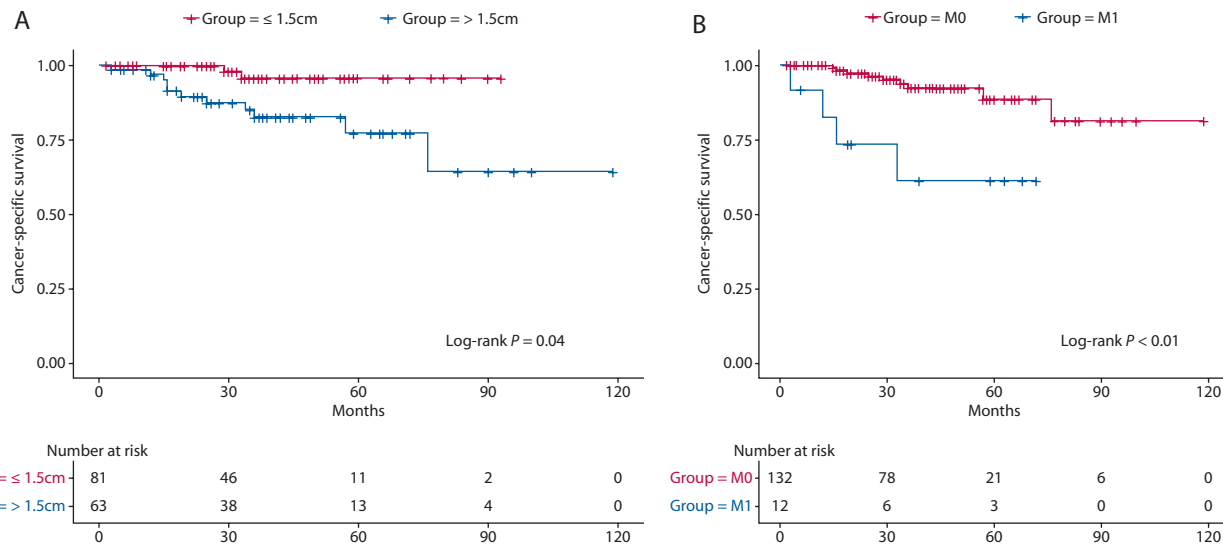 A
Group = ≤ 1.5cm Group = > 1.5cm
Cancer-specific survival
1.00
0.75
0.50
0.25
0.00
Log-rank P = 0.04
0 30 60 90 120
Months
Number at risk
= ≤ 1.5cm 81 46 11 2 0
= > 1.5cm 63 38 13 4 0
0 30 60 90 120
B
Group = M0 Group = M1
Cancer-specific survival
1.00
0.75
0.50
0.25
0.00
Log-rank P < 0.01
0 30 60 90 120
Months
Number at risk
Group = M0 132 78 21 6 0
Group = M1 12 6 3 0 0
0 30 60 90 120